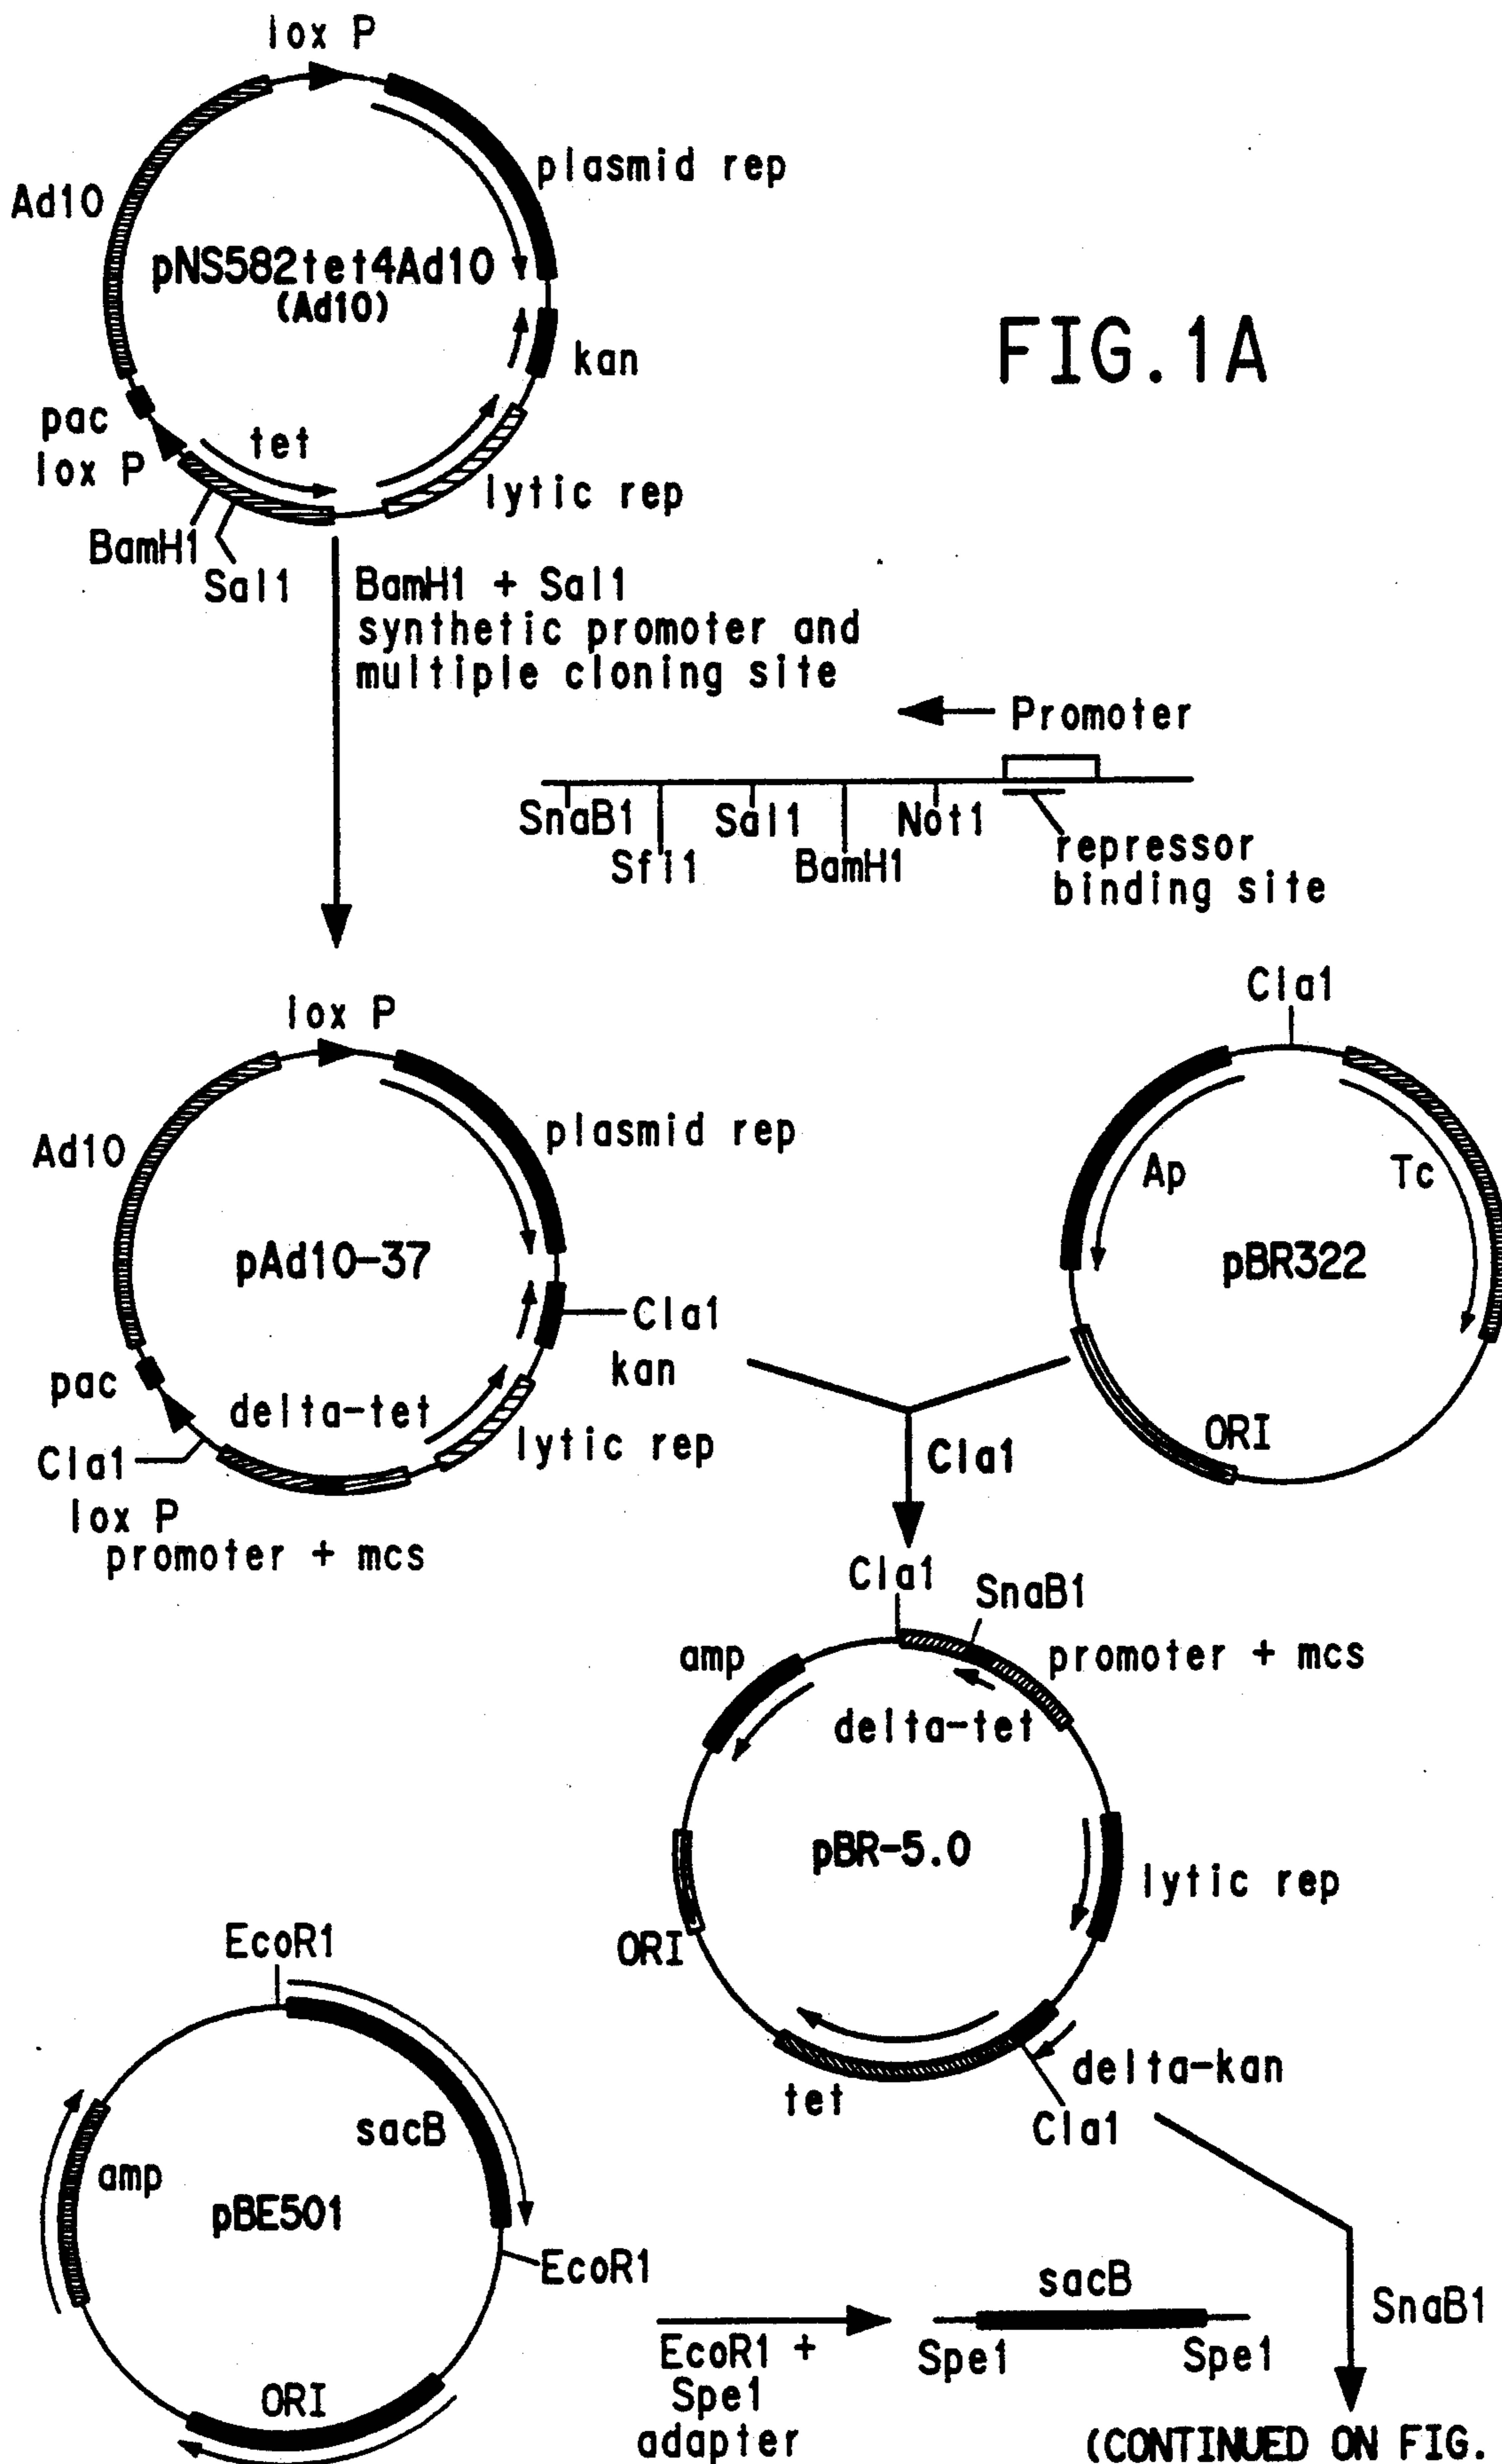 lox P
plasmid rep
Ad10
pNS582tet4Ad10
(Ad10)
FIG.1A
kan
pac
lox P
tet
lytic rep
BamH1
Sal1
BamH1 + Sal1
synthetic promoter and
multiple cloning site
Promoter
SnaB1
Sal1
Not1
Sfi1
BamH1
repressor
binding site
lox P
Ad10
plasmid rep
pAd10-37
Cla1
kan
pac
delta-tet
Cla1
lytic rep
lox P
promoter + mcs
Cla1
Ap
Tc
pBR322
ORI
Cla1
Cla1
SnaB1
amp
promoter + mcs
delta-tet
pBR-5.0
lytic rep
ORI
delta-kan
tet
Cla1
EcoR1
sacB
amp
pBE501
EcoR1
ORI
EcoR1 +
Spe1
adapter
sacB
Spe1
Spe1
SnaB1
(CONTINUED ON FIG.